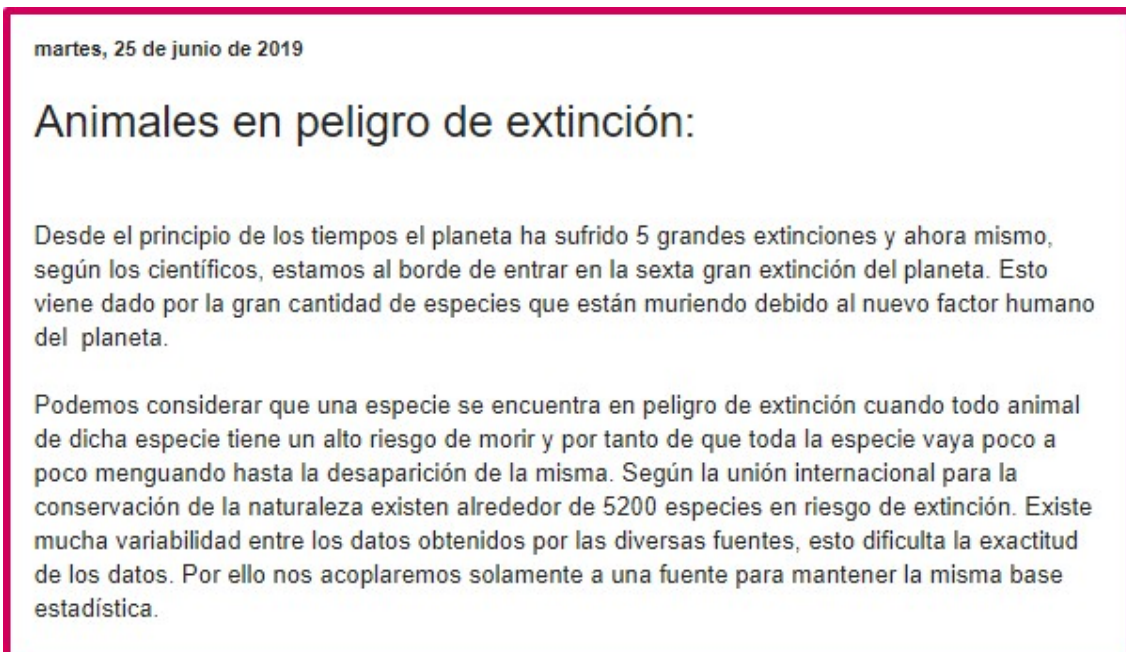 martes, 25 de junio de 2019
Animales en peligro de extinción:
Desde el principio de los tiempos el planeta ha sufrido 5 grandes extinciones y ahora mismo,
según los científicos, estamos al borde de entrar en la sexta gran extinción del planeta. Esto
viene dado por la gran cantidad de especies que están muriendo debido al nuevo factor humano
del  planeta.
Podemos considerar que una especie se encuentra en peligro de extinción cuando todo animal
de dicha especie tiene un alto riesgo de morir y por tanto de que toda la especie vaya poco a
poco menguando hasta la desaparición de la misma. Según la unión internacional para la
conservación de la naturaleza existen alrededor de 5200 especies en riesgo de extinción. Existe
mucha variabilidad entre los datos obtenidos por las diversas fuentes, esto dificulta la exactitud
de los datos. Por ello nos acoplaremos solamente a una fuente para mantener la misma base
estadística.